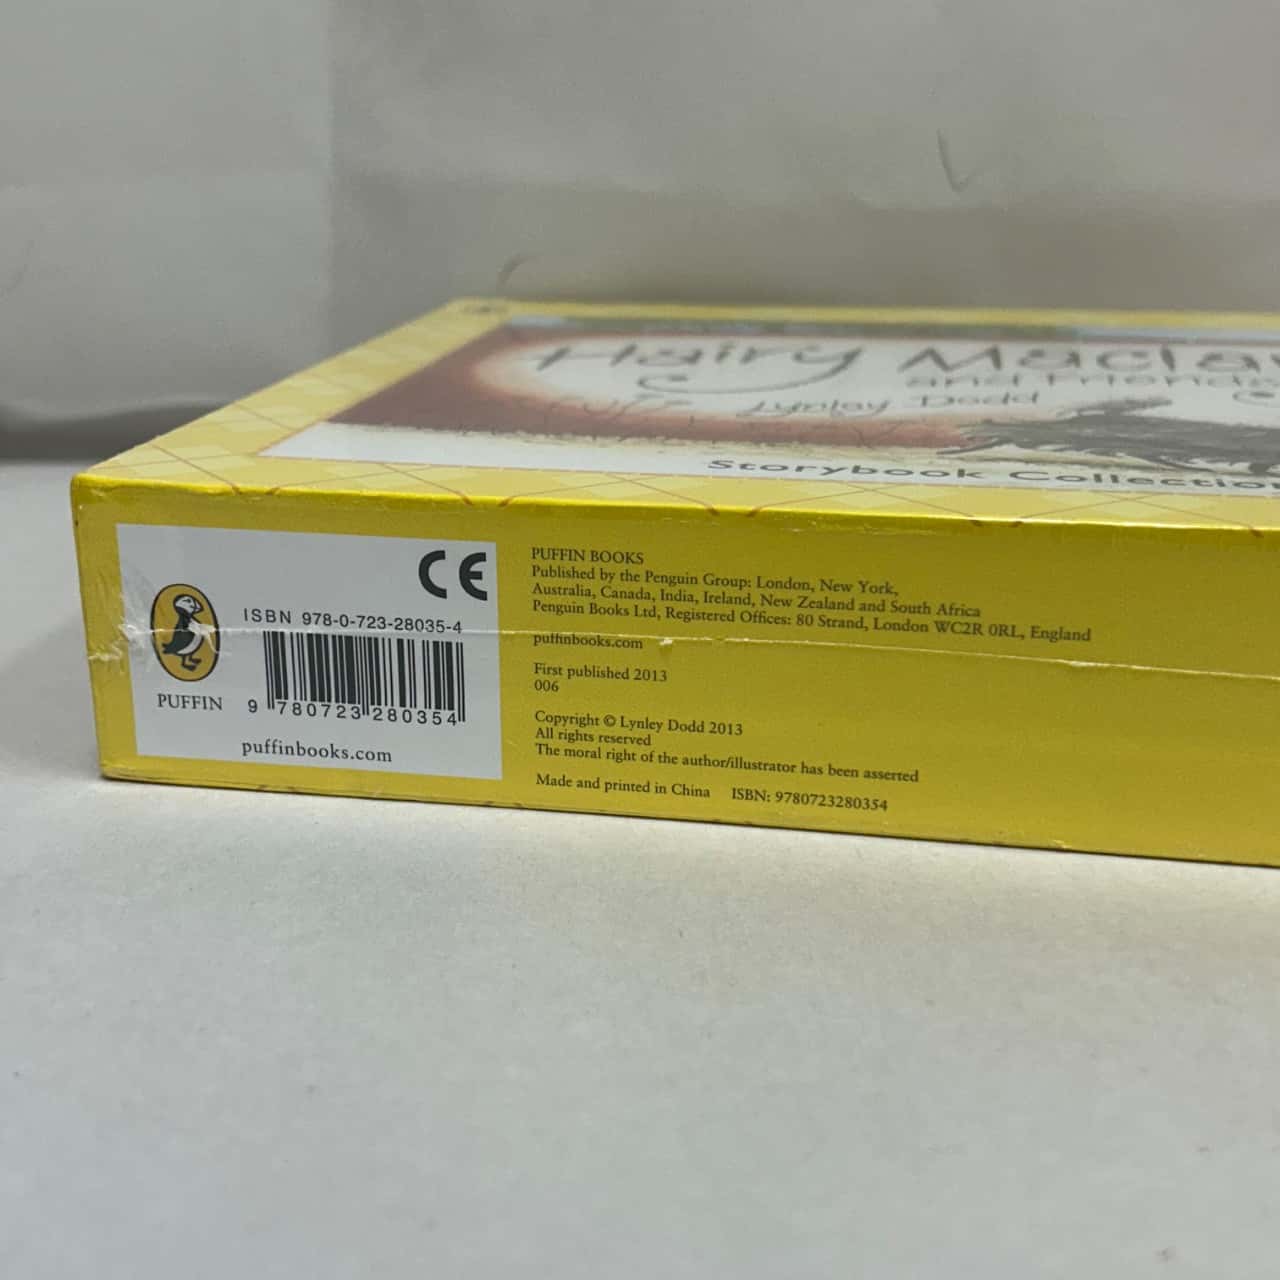 Hairy Macla
and Friends
Lynley Dodd
Storybook Collection
CE
ISBN 978-0-723-28035-4
9 780723 280354
PUFFIN
puffinbooks.com
PUFFIN BOOKS
Published by the Penguin Group: London, New York,
Australia, Canada, India, Ireland, New Zealand and South Africa
Penguin Books Ltd, Registered Offices: 80 Strand, London WC2R 0RL, England
puffinbooks.com
First published 2013
006
Copyright © Lynley Dodd 2013
All rights reserved
The moral right of the author/illustrator has been asserted
Made and printed in China ISBN: 9780723280354